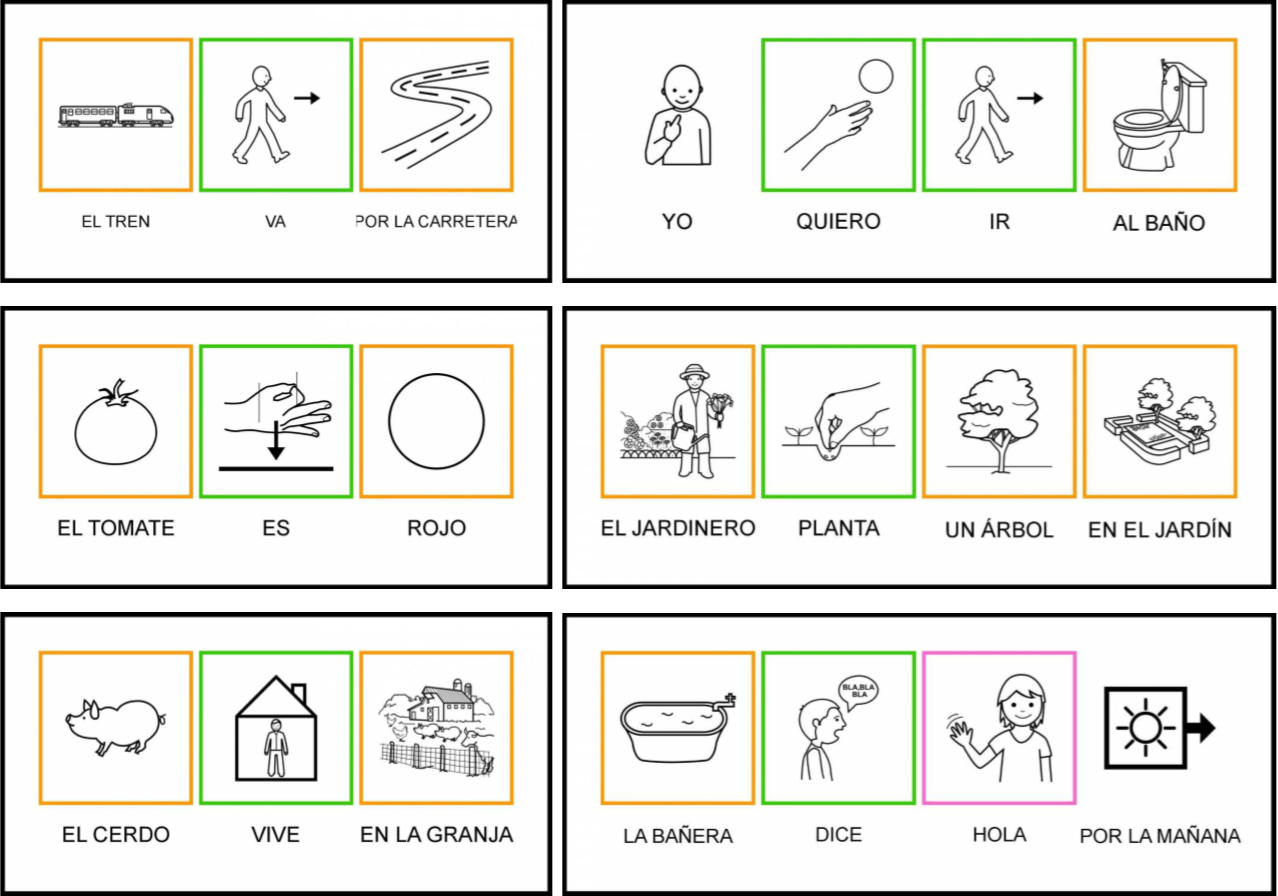 EL TREN VA POR LA CARRETERA
YO QUIERO IR AL BAÑO
EL TOMATE ES ROJO
EL JARDINERO PLANTA UN ÁRBOL EN EL JARDÍN
BLA,BLA
BLA
EL CERDO VIVE EN LA GRANJA
LA BAÑERA DICE HOLA POR LA MAÑANA